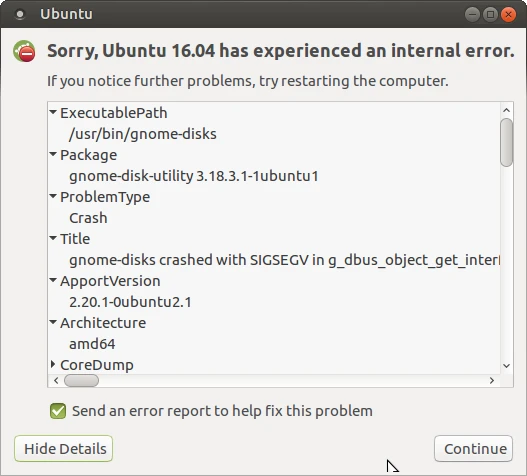 Ubuntu
Sorry, Ubuntu 16.04 has experienced an internal error.
If you notice further problems, try restarting the computer.
ExecutablePath
/usr/bin/gnome-disks
Package
gnome-disk-utility 3.18.3.1-1ubuntu1
ProblemType
Crash
Title
gnome-disks crashed with SIGSEGV in g_dbus_object_get_interf
ApportVersion
2.20.1-0ubuntu2.1
Architecture
amd64
CoreDump
Send an error report to help fix this problem
Hide Details
Continue